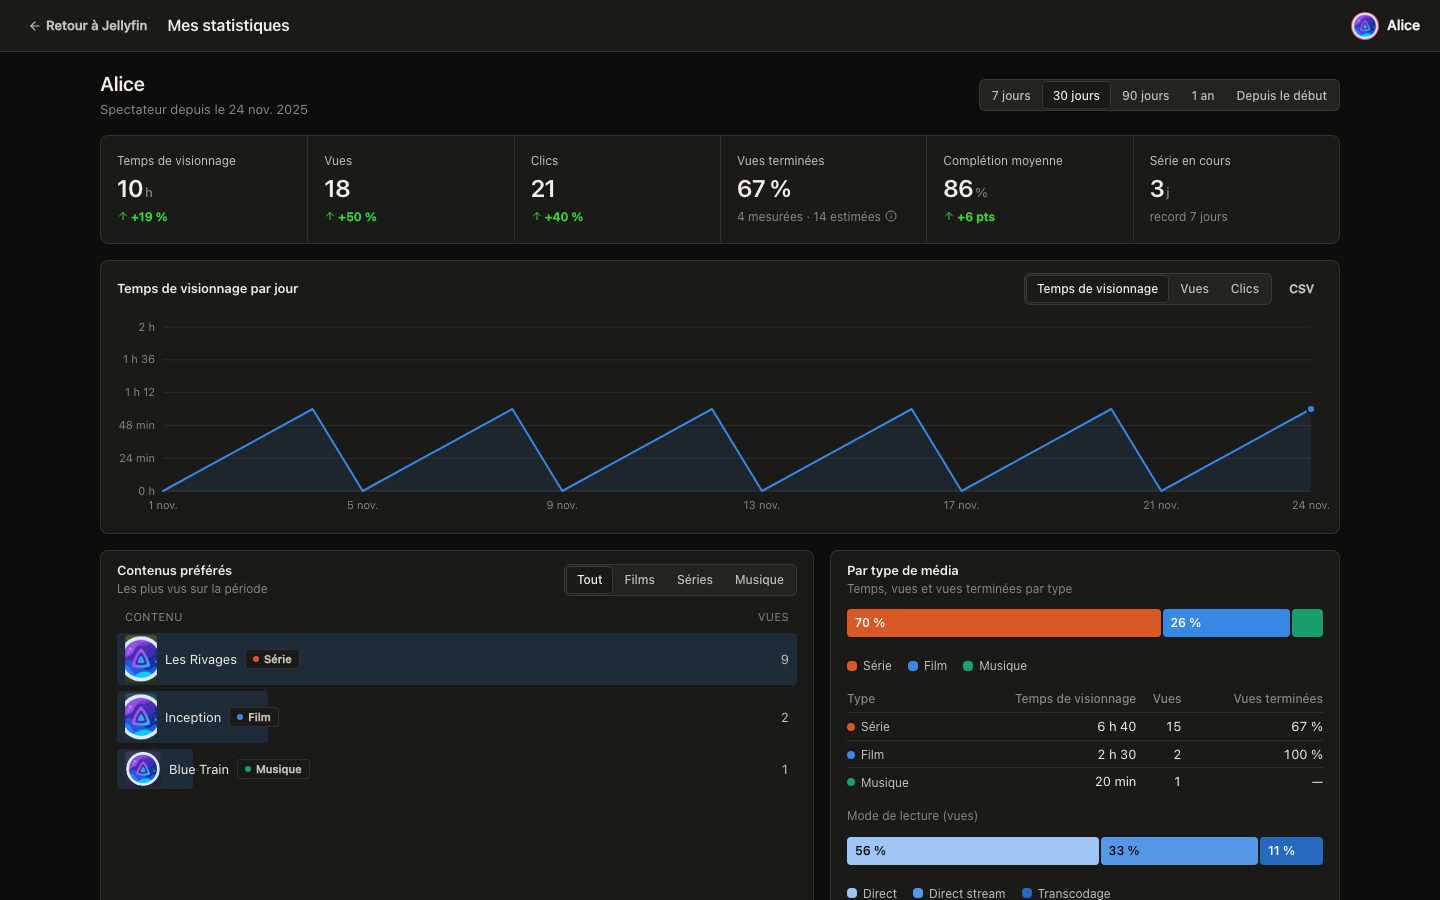 ← Retour à Jellyfin Mes statistiques Alice
Alice
Spectateur depuis le 24 nov. 2025
7 jours 30 jours 90 jours 1 an Depuis le début
Temps de visionnage
10 h
↑ +19 %
Vues
18
↑ +50 %
Clics
21
↑ +40 %
Vues terminées
67 %
4 mesurées · 14 estimées
Complétion moyenne
86 %
↑ +6 pts
Série en cours
3 j
record 7 jours
Temps de visionnage par jour
Temps de visionnage Vues Clics CSV
2 h
1 h 36
1 h 12
48 min
24 min
0 h
1 nov. 5 nov. 9 nov. 13 nov. 17 nov. 21 nov. 24 nov.
Contenus préférés
Les plus vus sur la période
Tout Films Séries Musique
CONTENU VUES
Les Rivages Série 9
Inception Film 2
Blue Train Musique 1
Par type de média
Temps, vues et vues terminées par type
70 % 26 %
Série Film Musique
Type Temps de visionnage Vues Vues terminées
Série 6 h 40 15 67 %
Film 2 h 30 2 100 %
Musique 20 min 1 —
Mode de lecture (vues)
56 % 33 % 11 %
Direct Direct stream Transcodage